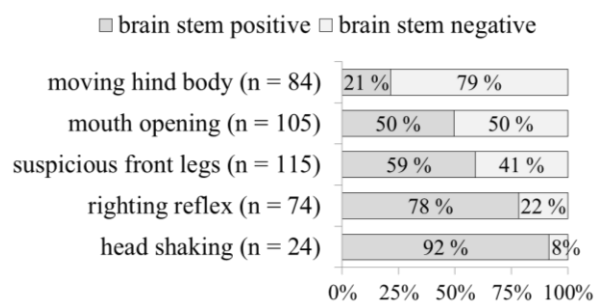 brain stem positive brain stem negative
moving hind body (n = 84) 21 % 79 %
mouth opening (n = 105) 50 % 50 %
suspicious front legs (n = 115) 59 % 41 %
righting reflex (n = 74) 78 % 22 %
head shaking (n = 24) 92 % 8%
0% 25% 50% 75% 100%